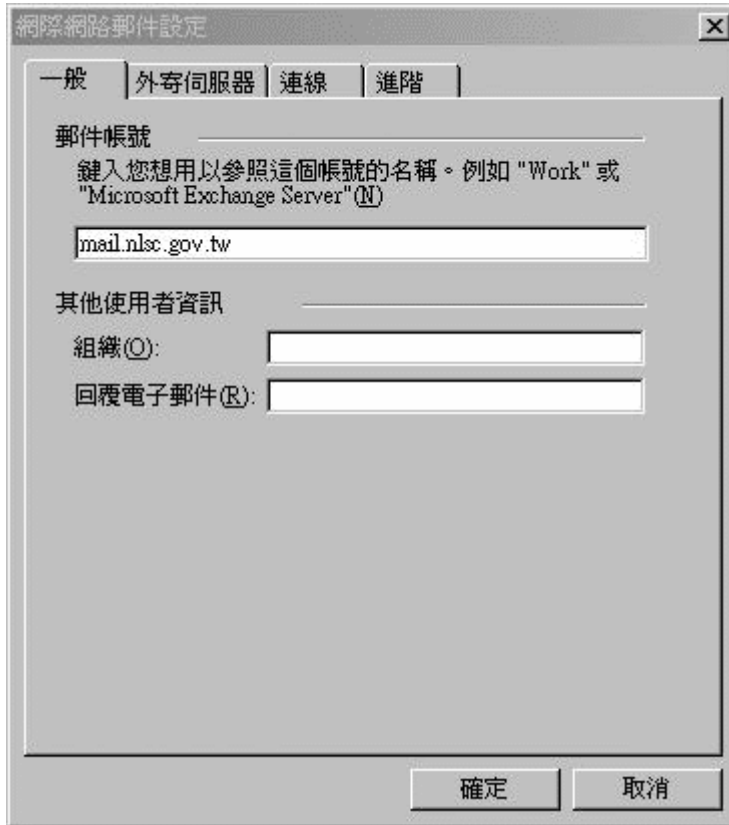 網際網路郵件設定
一般 外寄伺服器 連線 進階
郵件帳號
鍵入您想用以參照這個帳號的名稱。例如 "Work" 或
"Microsoft Exchange Server"(N)
mail.nlsc.gov.tw
其他使用者資訊
組織(O):
回覆電子郵件(R):
確定 取消